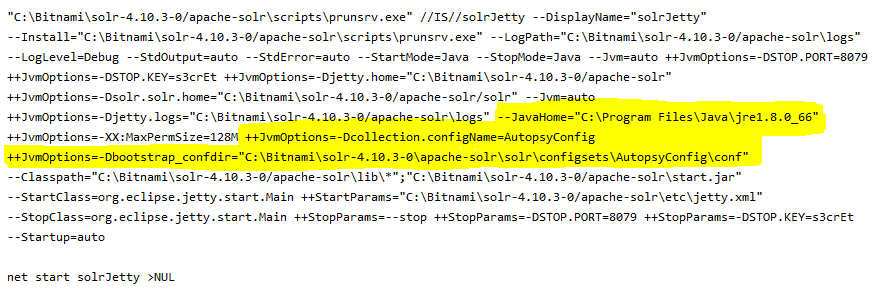 "C:\Bitnami\solr-4.10.3-0/apache-solr\scripts\prunsrv.exe" //IS//solrJetty --DisplayName="solrJetty"
--Install="C:\Bitnami\solr-4.10.3-0/apache-solr\scripts\prunsrv.exe" --LogPath="C:\Bitnami\solr-4.10.3-0/apache-solr\logs"
--LogLevel=Debug --StdOutput=auto --StdError=auto --StartMode=Java --StopMode=Java --Jvm=auto ++JvmOptions=-DSTOP.PORT=8079
++JvmOptions=-DSTOP.KEY=s3crEt ++JvmOptions=-Djetty.home="C:\Bitnami\solr-4.10.3-0/apache-solr"
++JvmOptions=-Dsolr.solr.home="C:\Bitnami\solr-4.10.3-0/apache-solr/solr" --Jvm=auto
++JvmOptions=-Djetty.logs="C:\Bitnami\solr-4.10.3-0/apache-solr\logs" --JavaHome="C:\Program Files\Java\jre1.8.0_66"
++JvmOptions=-XX:MaxPermSize=128M ++JvmOptions=-Dcollection.configName=AutopsyConfig
++JvmOptions=-Dbootstrap_confdir="C:\Bitnami\solr-4.10.3-0\apache-solr\solr\configsets\AutopsyConfig\conf"
--Classpath="C:\Bitnami\solr-4.10.3-0/apache-solr\lib\*";"C:\Bitnami\solr-4.10.3-0/apache-solr\start.jar"
--StartClass=org.eclipse.jetty.start.Main ++StartParams="C:\Bitnami\solr-4.10.3-0/apache-solr\etc\jetty.xml"
--StopClass=org.eclipse.jetty.start.Main ++StopParams=--stop ++StopParams=-DSTOP.PORT=8079 ++StopParams=-DSTOP.KEY=s3crEt
--Startup=auto
net start solrJetty >NUL